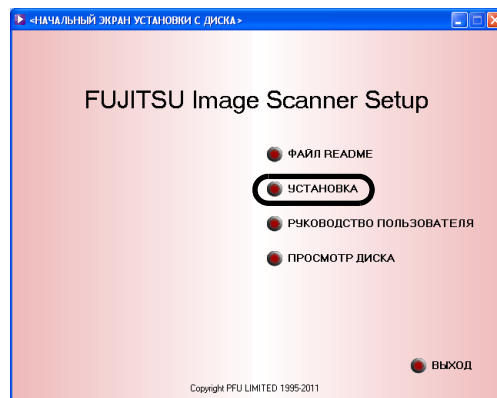 <НАЧАЛЬНЫЙ ЭКРАН УСТАНОВКИ С ДИСКА>
FUJITSU Image Scanner Setup
ФАЙЛ README
УСТАНОВКА
РУКОВОДСТВО ПОЛЬЗОВАТЕЛЯ
ПРОСМОТР ДИСКА
ВЫХОД
Copyright PFU LIMITED 1995-2011